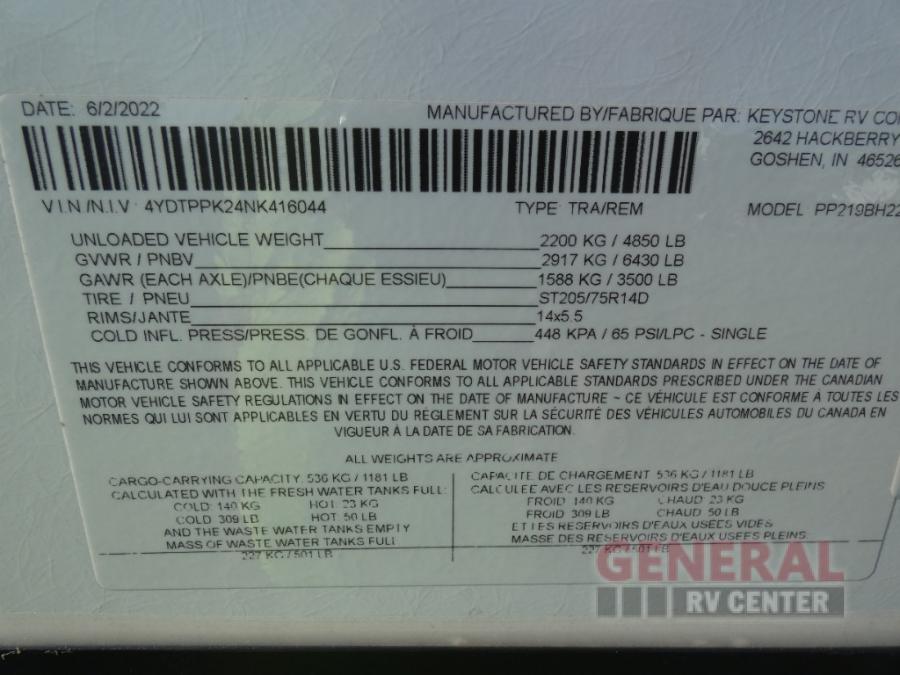 DATE: 6/2/2022
MANUFACTURED BY/FABRIQUE PAR: KEYSTONE RV
2642 HACKBERRY
GOSHEN, IN 46526
V.I.N./N.I.V 4YDTPPK24NK416044 TYPE TRA/REM MODEL PP219BH22
UNLOADED VEHICLE WEIGHT 2200 KG / 4850 LB
GVWR / PNBV 2917 KG / 6430 LB
GAWR (EACH AXLE)/PNBE(CHAQUE ESSIEU) 1588 KG / 3500 LB
TIRE / PNEU ST205/75R14D
RIMS/JANTE 14x5.5
COLD INFL. PRESS/PRESS. DE GONFL. À FROID 448 KPA / 65 PSI/LPC - SINGLE
THIS VEHICLE CONFORMS TO ALL APPLICABLE U.S. FEDERAL MOTOR VEHICLE SAFETY STANDARDS IN EFFECT ON THE DATE OF
MANUFACTURE SHOWN ABOVE. THIS VEHICLE CONFORMS TO ALL APPLICABLE STANDARDS PRESCRIBED UNDER THE CANADIAN
MOTOR VEHICLE SAFETY REGULATIONS IN EFFECT ON THE DATE OF MANUFACTURE ~ CE VÉHICULE EST CONFORME À TOUTES LES
NORMES QUI LUI SONT APPLICABLES EN VERTU DU RÈGLEMENT SUR LA SÉCURITÉ DES VÉHICULES AUTOMOBILES DU CANADA EN
VIGUEUR À LA DATE DE SA FABRICATION.
ALL WEIGHTS ARE APPROXIMATE
CARGO-CARRYING CAPACITY: 536 KG / 1181 LB
CALCULATED WITH THE FRESH WATER TANKS FULL:
COLD: 140 KG HOT: 23 KG
COLD 309 LB HOT: 50 LB
AND THE WASTE WATER TANKS EMPTY
MASS OF WASTE WATER TANKS FULL
227 KG / 501 LB
CAPACITE DE CHARGEMENT 536 KG / 1181 LB
CALCULEE AVEC LES RESERVOIRS D'EAU DOUCE PLEINS
FROID 140 KG CHAUD: 23 KG
FROID: 309 LB CHAUD: 50 LB
ET LES RESERVOIRS D'EAUX USÉES VIDES
MASSE DES RESERVOIRS D'EAUX USÉES PLEINS.
227 KG / 501 LB
GENERAL
RV CENTER